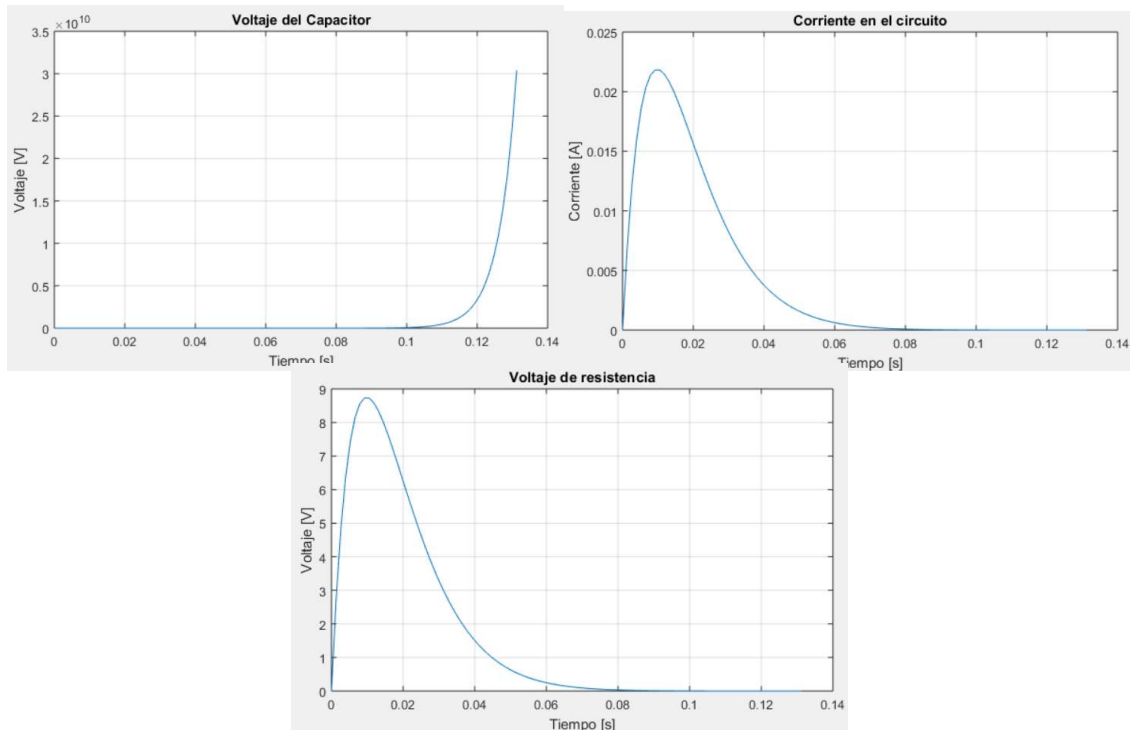 Voltaje del Capacitor
×10^10
3.5
3
2.5
2
1.5
1
0.5
0
Voltaje [V]
0 0.02 0.04 0.06 0.08 0.1 0.12 0.14
Tiempo [s]
Corriente en el circuito
0.025
0.02
0.015
0.01
0.005
0
Corriente [A]
0 0.02 0.04 0.06 0.08 0.1 0.12 0.14
Tiempo [s]
Voltaje de resistencia
9
8
7
6
5
4
3
2
1
0
Voltaje [V]
0 0.02 0.04 0.06 0.08 0.1 0.12 0.14
Tiempo [s]